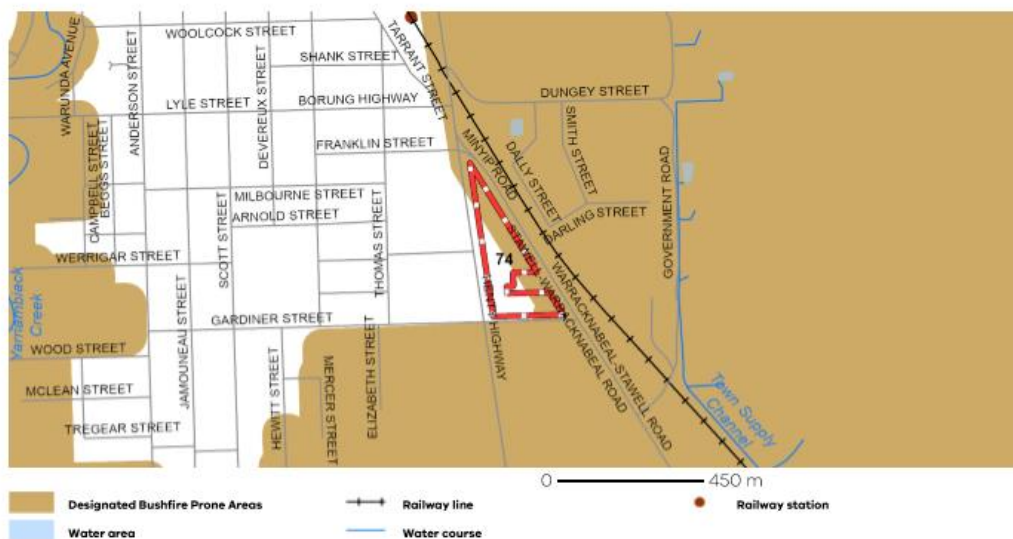 WOOLCOCK STREET
SHANK STREET
TARRANT STREET
WARUNDA AVENUE
ANDERSON STREET
DEVEREUX STREET
LYLE STREET
BORUNG HIGHWAY
DUNGEY STREET
SMITH STREET
FRANKLIN STREET
MINYIP ROAD
DALLY STREET
GOVERNMENT ROAD
CAMPBELL STREET
BEGGS STREET
MILBOURNE STREET
ARNOLD STREET
SCOTT STREET
THOMAS STREET
DARLING STREET
WERRIGAR STREET
74
STAWELL-WARRACKNABEAL ROAD
WARRACKNABEAL-STAWELL ROAD
HENTY HIGHWAY
Yarriambiack
Creek
GARDINER STREET
WOOD STREET
JAMOUNEAU STREET
MCLEAN STREET
TREGEAR STREET
HEWITT STREET
MERCER STREET
ELIZABETH STREET
Town Supply
Channel
0 450 m
Designated Bushfire Prone Areas
Railway line
Railway station
Water area
Water course